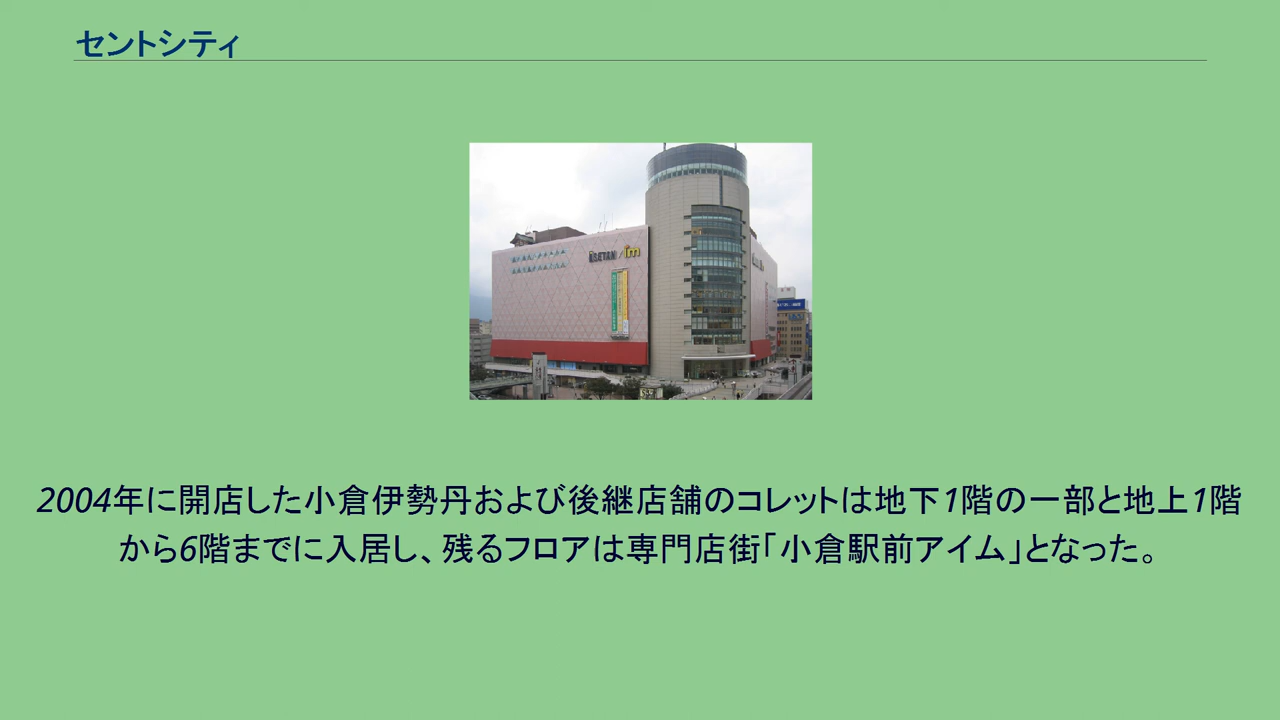 セントシティ
ISETAN / im
2004年に開店した小倉伊勢丹および後継店舗のコレットは地下1階の一部と地上1階
から6階までに入居し、残るフロアは専門店街｢小倉駅前アイム｣となった。